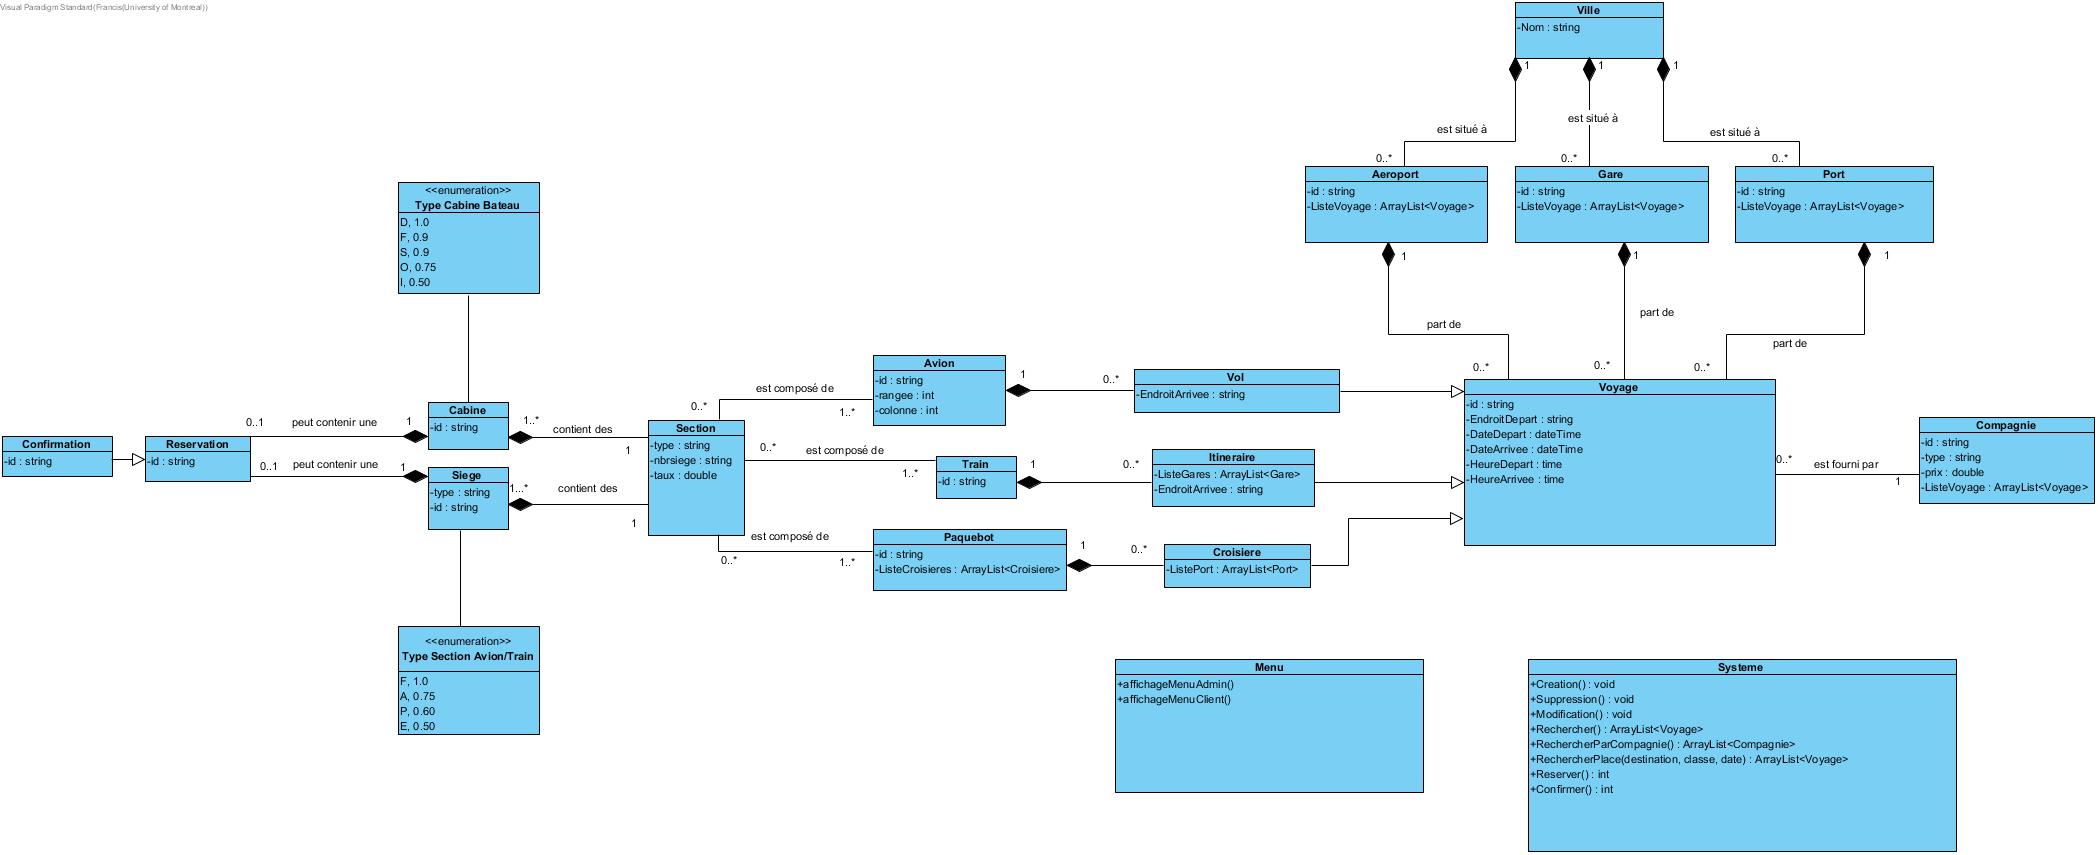 Visual Paradigm Standard(Francis(University of Montreal))
Ville
-Nom : string
1
1
1
est situé à
est situé à
est situé à
0..*
0..*
0..*
Aeroport
-id : string
-ListeVoyage : ArrayList<Voyage>
Gare
-id : string
-ListeVoyage : ArrayList<Voyage>
Port
-id : string
-ListeVoyage : ArrayList<Voyage>
1
1
1
part de
part de
part de
0..*
0..*
0..*
<<enumeration>>
Type Cabine Bateau
D, 1.0
F, 0.9
S, 0.9
O, 0.75
I, 0.50
Confirmation
-id : string
Reservation
-id : string
0..1
peut contenir une
1
0..1
peut contenir une
1
Cabine
-id : string
Siege
-type : string
-id : string
1..*
contient des
1
1...*
contient des
1
<<enumeration>>
Type Section Avion/Train
F, 1.0
A, 0.75
P, 0.60
E, 0.50
Section
-type : string
-nbrsiege : string
-taux : double
0..*
est composé de
1..*
0..*
est composé de
1..*
0..*
est composé de
1..*
Avion
-id : string
-rangee : int
-colonne : int
1
0..*
Vol
-EndroitArrivee : string
Train
-id : string
1
0..*
Itineraire
-ListeGares : ArrayList<Gare>
-EndroitArrivee : string
Paquebot
-id : string
-ListeCroisieres : ArrayList<Croisiere>
1
0..*
Croisiere
-ListePort : ArrayList<Port>
Voyage
-id : string
-EndroitDepart : string
-DateDepart : dateTime
-DateArrivee : dateTime
-HeureDepart : time
-HeureArrivee : time
0..*
est fourni par
1
Compagnie
-id : string
-type : string
-prix : double
-ListeVoyage : ArrayList<Voyage>
Menu
+affichageMenuAdmin()
+affichageMenuClient()
Systeme
+Creation() : void
+Suppression() : void
+Modification() : void
+Rechercher() : ArrayList<Voyage>
+RechercherParCompagnie() : ArrayList<Compagnie>
+RechercherPlace(destination, classe, date) : ArrayList<Voyage>
+Reserver() : int
+Confirmer() : int